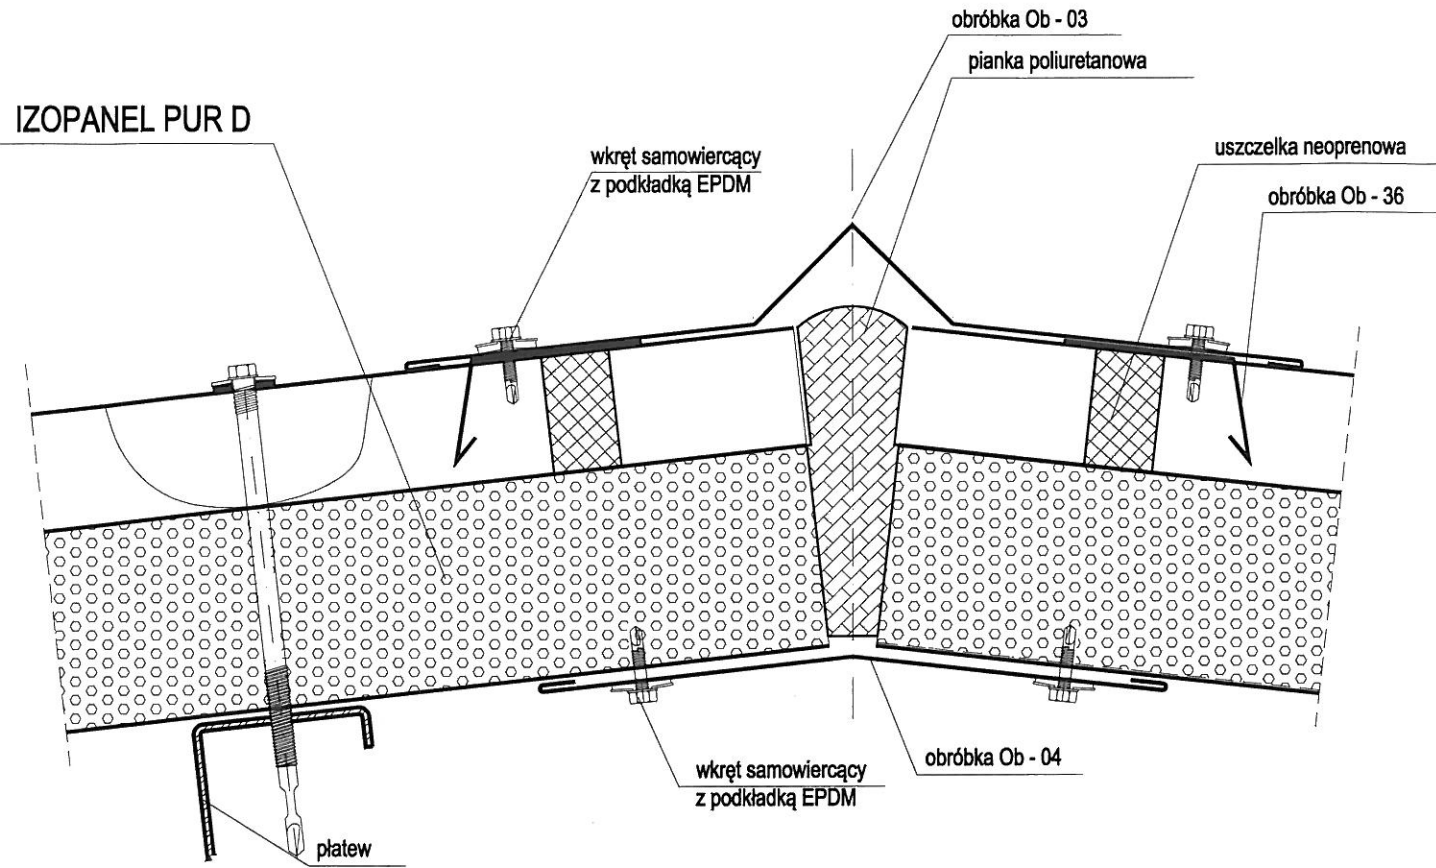 obróbka Ob - 03
pianka poliuretanowa
IZOPANEL PUR D
wkręt samowiercący
z podkładką EPDM
uszczelka neoprenowa
obróbka Ob - 36
wkręt samowiercący
z podkładką EPDM
obróbka Ob - 04
płatew